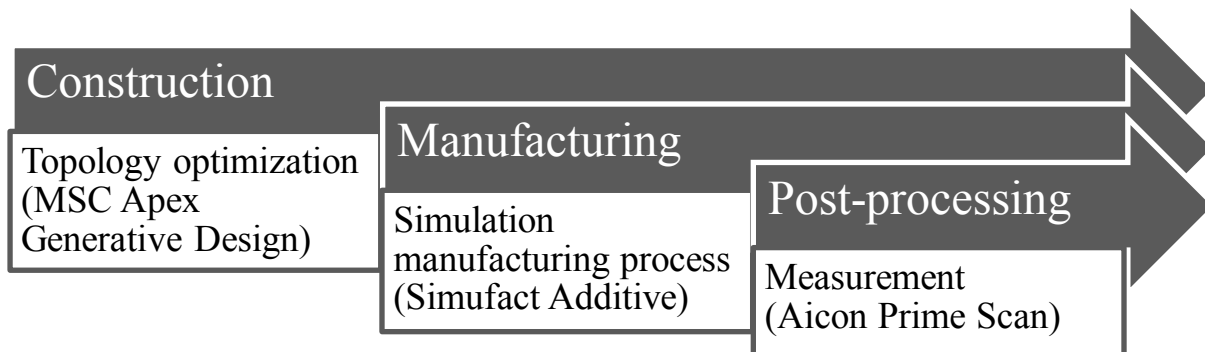 Construction
Topology optimization
(MSC Apex
Generative Design)
Manufacturing
Simulation
manufacturing process
(Simufact Additive)
Post-processing
Measurement
(Aicon Prime Scan)